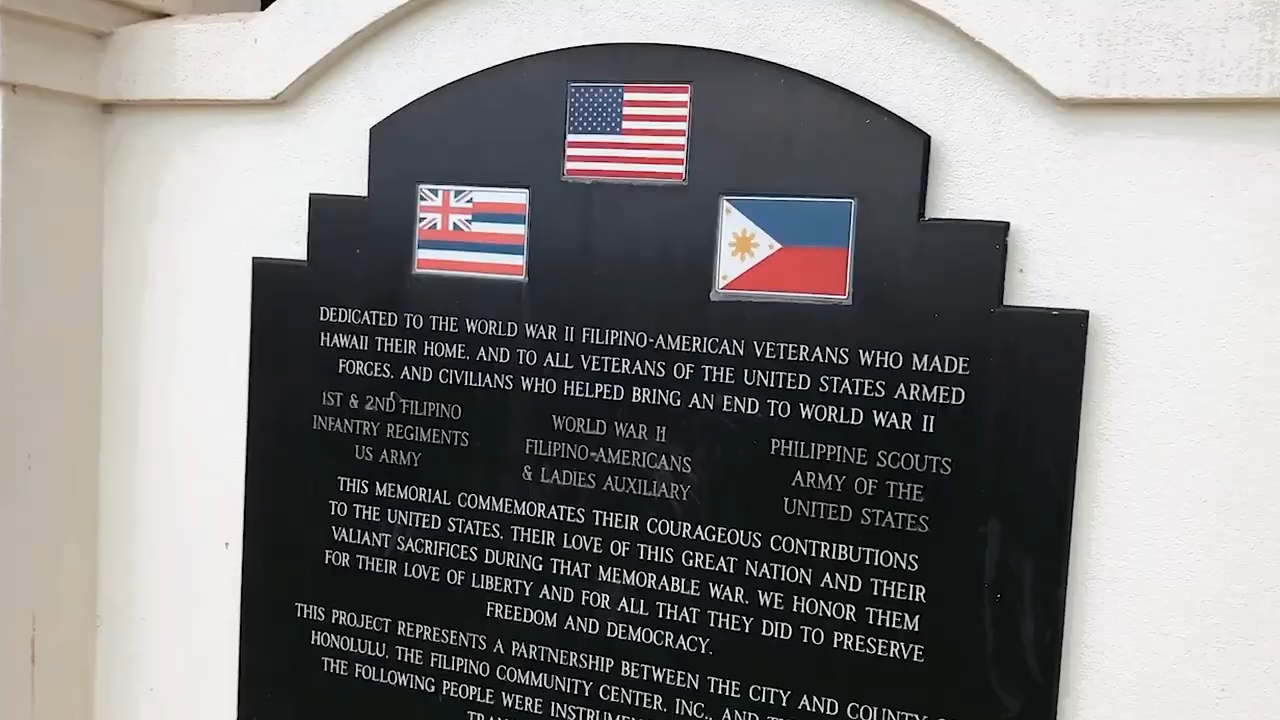 DEDICATED TO THE WORLD WAR II FILIPINO-AMERICAN VETERANS WHO MADE
HAWAII THEIR HOME, AND TO ALL VETERANS OF THE UNITED STATES ARMED
FORCES, AND CIVILIANS WHO HELPED BRING AN END TO WORLD WAR II
1ST & 2ND FILIPINO
INFANTRY REGIMENTS
US ARMY
WORLD WAR II
FILIPINO-AMERICANS
& LADIES AUXILIARY
PHILIPPINE SCOUTS
ARMY OF THE
UNITED STATES
THIS MEMORIAL COMMEMORATES THEIR COURAGEOUS CONTRIBUTIONS
TO THE UNITED STATES, THEIR LOVE OF THIS GREAT NATION AND THEIR
VALIANT SACRIFICES DURING THAT MEMORABLE WAR. WE HONOR THEM
FOR THEIR LOVE OF LIBERTY AND FOR ALL THAT THEY DID TO PRESERVE
FREEDOM AND DEMOCRACY.
THIS PROJECT REPRESENTS A PARTNERSHIP BETWEEN THE CITY AND COUNTY
HONOLULU, THE FILIPINO COMMUNITY CENTER, INC., AND
THE FOLLOWING PEOPLE WERE